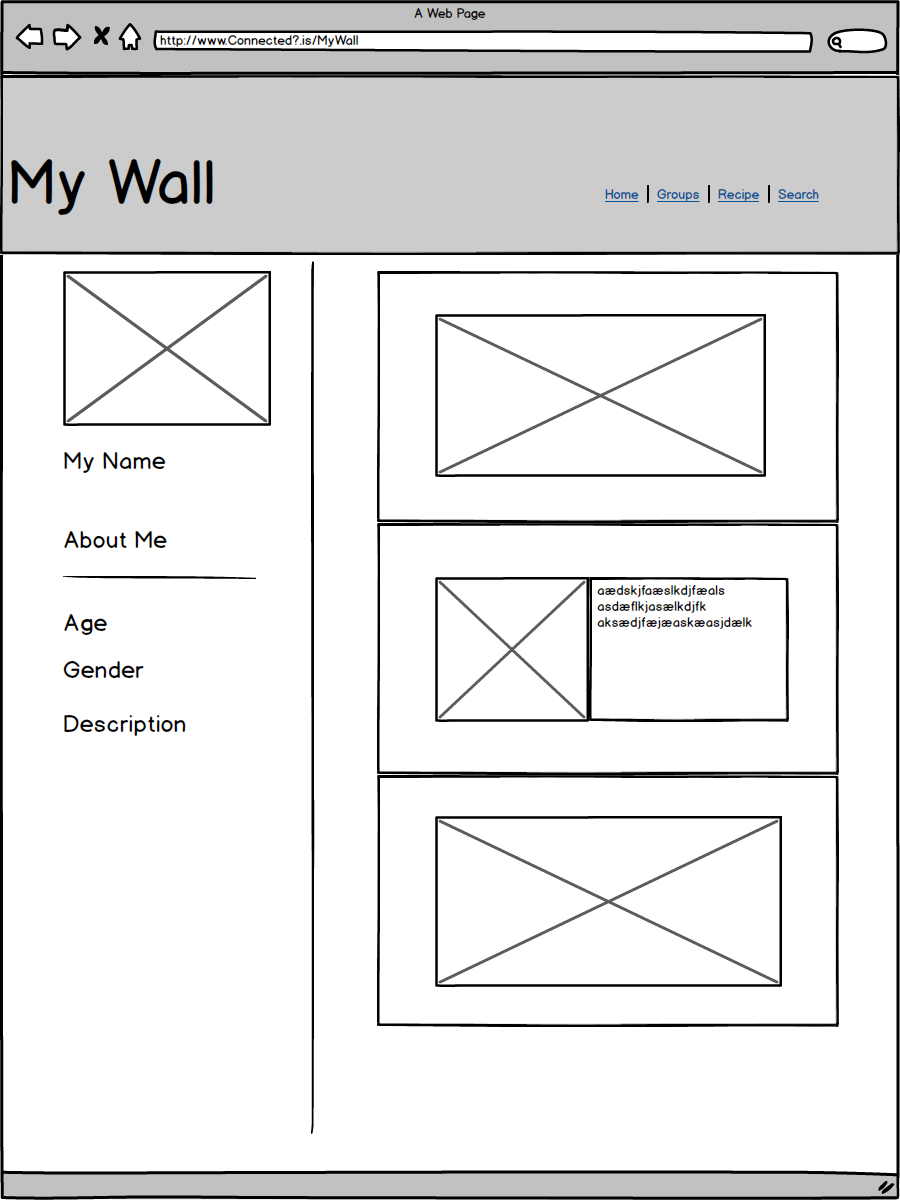 A Web Page
http://www.Connected?.is/MyWall
My Wall
Home | Groups | Recipe | Search
My Name
About Me
Age
Gender
Description
aædskjfaæslkdjfæals
asdæflkjasælkdjfk
aksædjfæjæaskæasjdælk